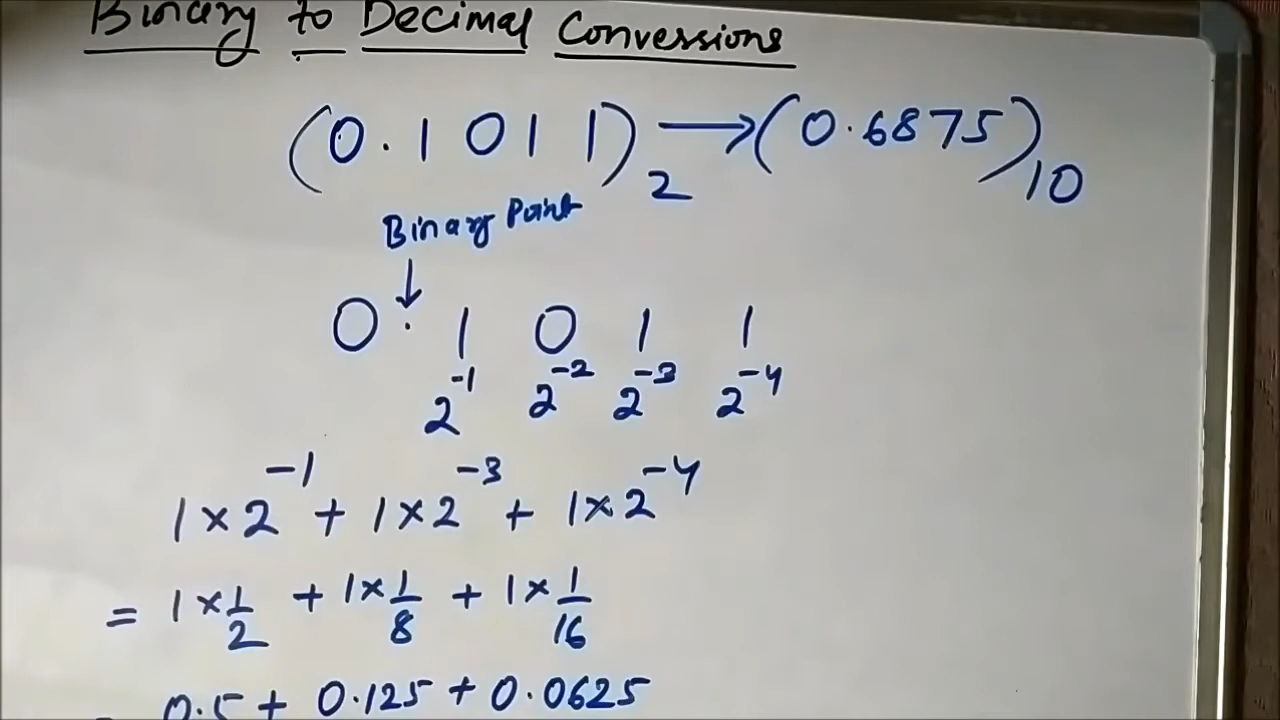 Binary to Decimal Conversions
(0.1011)₂ → (0.6875)₁₀
Binary Point
↓
0 . 1 0 1 1
2⁻¹ 2⁻² 2⁻³ 2⁻⁴
1×2⁻¹ + 1×2⁻³ + 1×2⁻⁴
= 1×1/2 + 1×1/8 + 1×1/16
= 0.5 + 0.125 + 0.0625